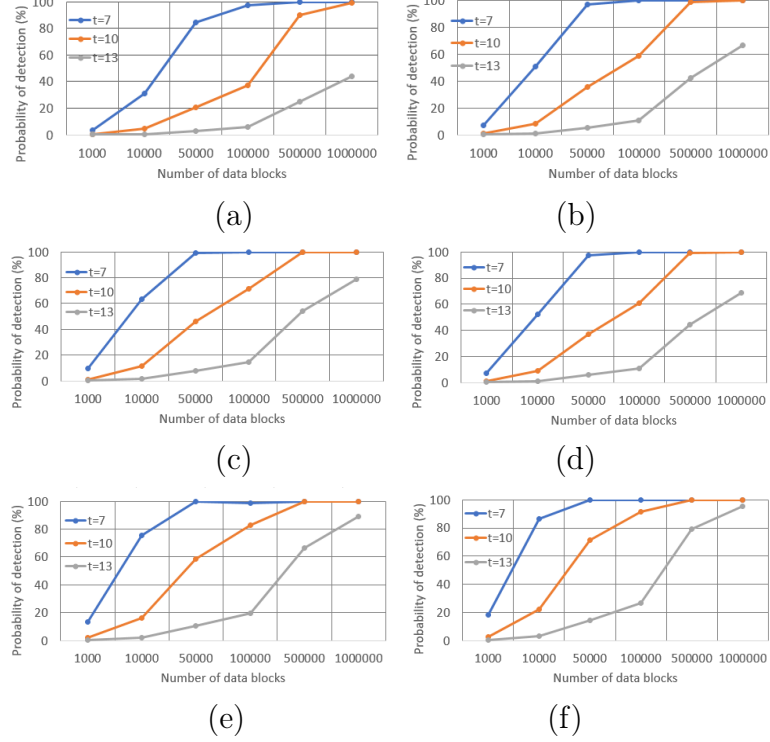 Probability of detection (%)
100
80
60
40
20
0
t=7
t=10
t=13
1000 10000 50000 100000 500000 1000000
Number of data blocks
(a)
Probability of detection (%)
100
80
60
40
20
0
t=7
t=10
t=13
1000 10000 50000 100000 500000 1000000
Number of data blocks
(b)
Probability of detection (%)
100
80
60
40
20
0
t=7
t=10
t=13
1000 10000 50000 100000 500000 1000000
Number of data blocks
(c)
Probability of detection (%)
100
80
60
40
20
0
t=7
t=10
t=13
1000 10000 50000 100000 500000 1000000
Number of data blocks
(d)
Probability of detection (%)
100
80
60
40
20
0
t=7
t=10
t=13
1000 10000 50000 100000 500000 1000000
Number of data blocks
(e)
Probability of detection (%)
100
80
60
40
20
0
t=7
t=10
t=13
1000 10000 50000 100000 500000 1000000
Number of data blocks
(f)